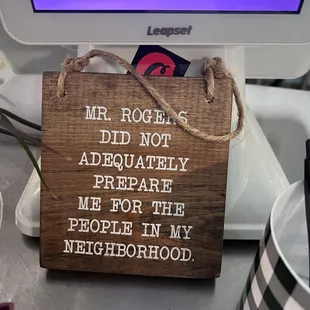 Leapset
MR. ROGERS
DID NOT
ADEQUATELY
PREPARE
ME FOR THE
PEOPLE IN MY
NEIGHBORHOOD.